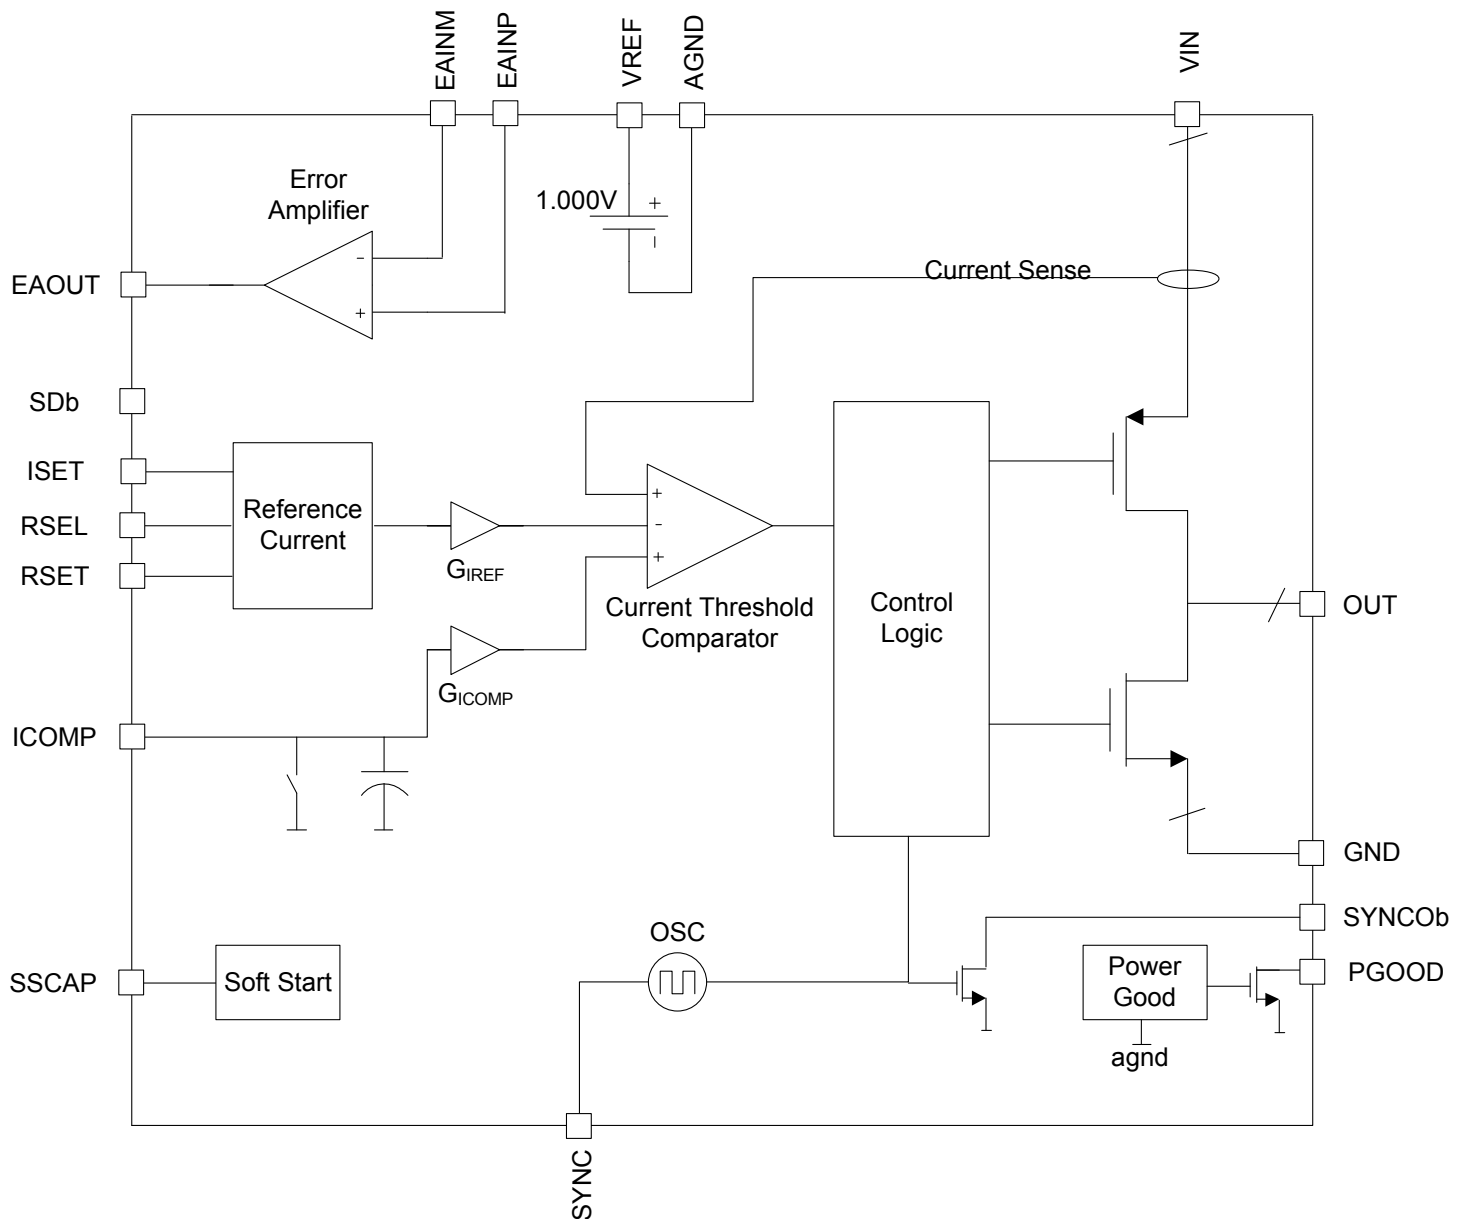 EAINM
EAINP
VREF
AGND
VIN
Error
Amplifier
-
+
1.000V
+
-
Current Sense
EAOUT
SDb
ISET
RSEL
RSET
Reference
Current
GIREF
+
-
+
Current Threshold
Comparator
Control
Logic
OUT
GICOMP
ICOMP
GND
SYNCOb
OSC
PGOOD
Power
Good
agnd
SSCAP
Soft Start
SYNC